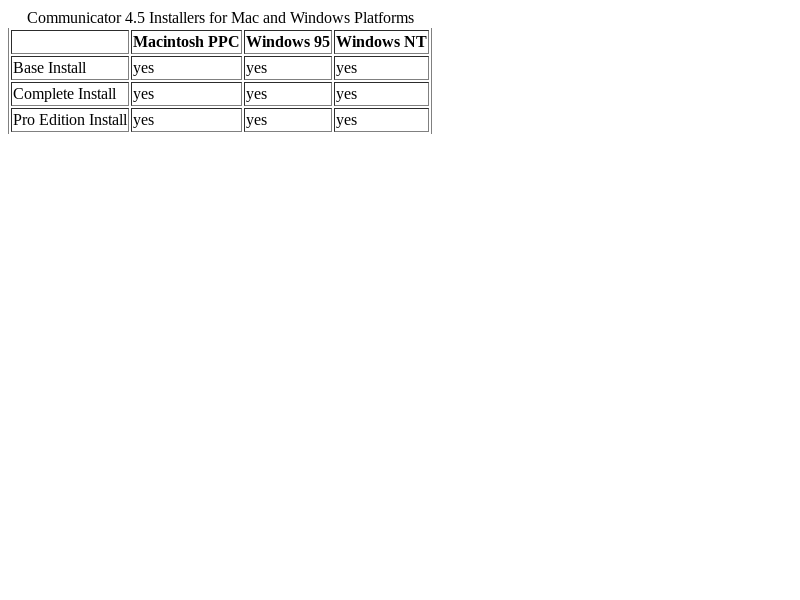 Communicator 4.5 Installers for Mac and Windows Platforms
Macintosh PPC Windows 95 Windows NT
Base Install yes yes yes
Complete Install yes yes yes
Pro Edition Install yes yes yes